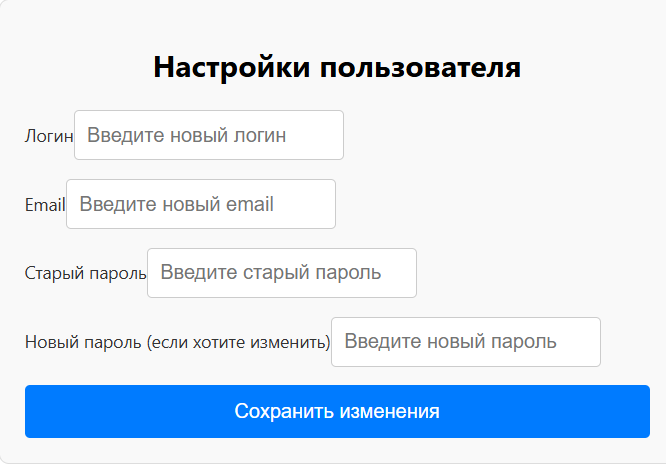 Настройки пользователя
Логин Введите новый логин
Email Введите новый email
Старый пароль Введите старый пароль
Новый пароль (если хотите изменить) Введите новый пароль
Сохранить изменения